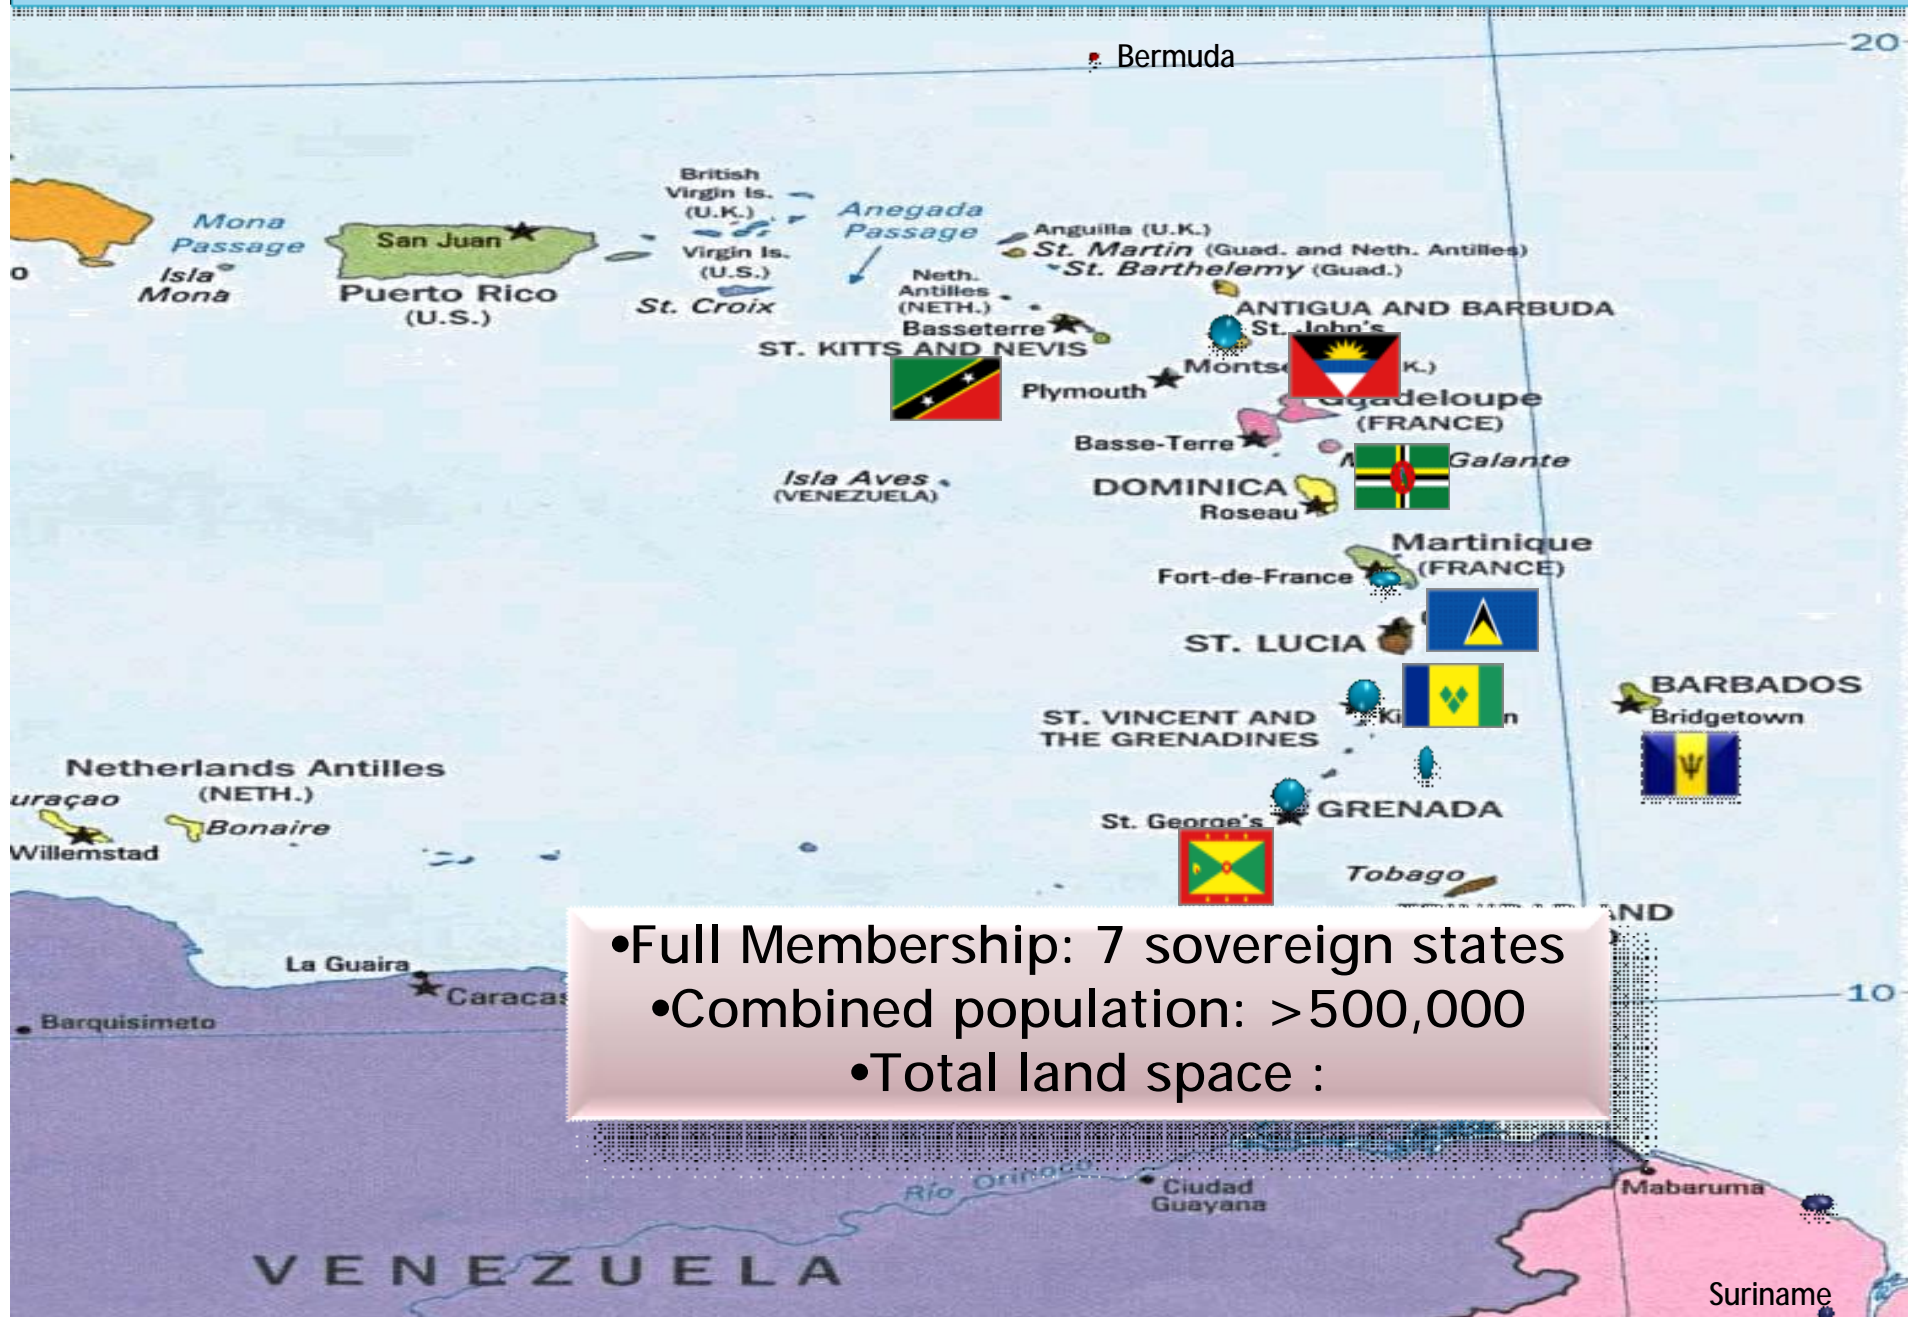 Bermuda
20
British
Virgin Is.
(U.K.)
Mona
Passage
Anegada
Passage
San Juan
Anguilla (U.K.)
St. Martin (Guad. and Neth. Antilles)
St. Barthelemy (Guad.)
Virgin Is.
(U.S.)
St. Croix
Isla
Mona
Puerto Rico
(U.S.)
Neth.
Antilles
(NETH.)
Basseterre
ST. KITTS AND NEVIS
ANTIGUA AND BARBUDA
St. John's
Plymouth
K.)
Guadeloupe
(FRANCE)
Basse-Terre
Galante
Isla Aves
(VENEZUELA)
DOMINICA
Roseau
Martinique
(FRANCE)
Fort-de-France
ST. LUCIA
BARBADOS
Bridgetown
ST. VINCENT AND
THE GRENADINES
Netherlands Antilles
(NETH.)
uraçao
Bonaire
Willemstad
GRENADA
St. George's
Tobago
•Full Membership: 7 sovereign states
•Combined population: >500,000
•Total land space :
La Guaira
Caracas
Barquisimeto
10
Río Orinoco
Ciudad
Guayana
Mabaruma
VENEZUELA
Suriname